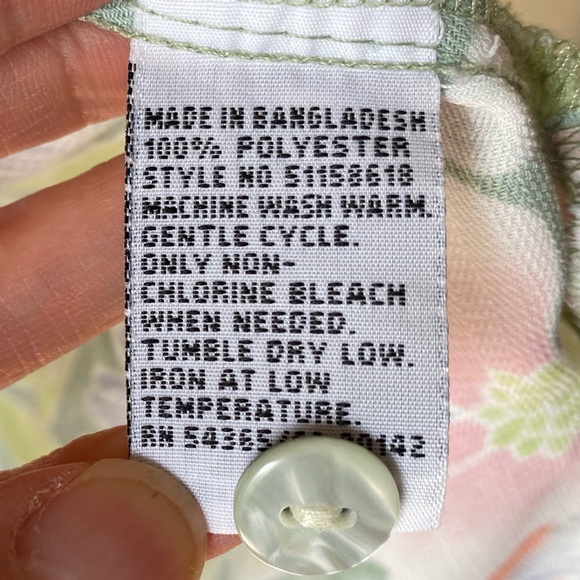 MADE IN BANGLADESH
100% POLYESTER
STYLE NO 51158618
MACHINE WASH WARM.
GENTLE CYCLE.
ONLY NON-
CHLORINE BLEACH
WHEN NEEDED.
TUMBLE DRY LOW.
IRON AT LOW
TEMPERATURE.
RN